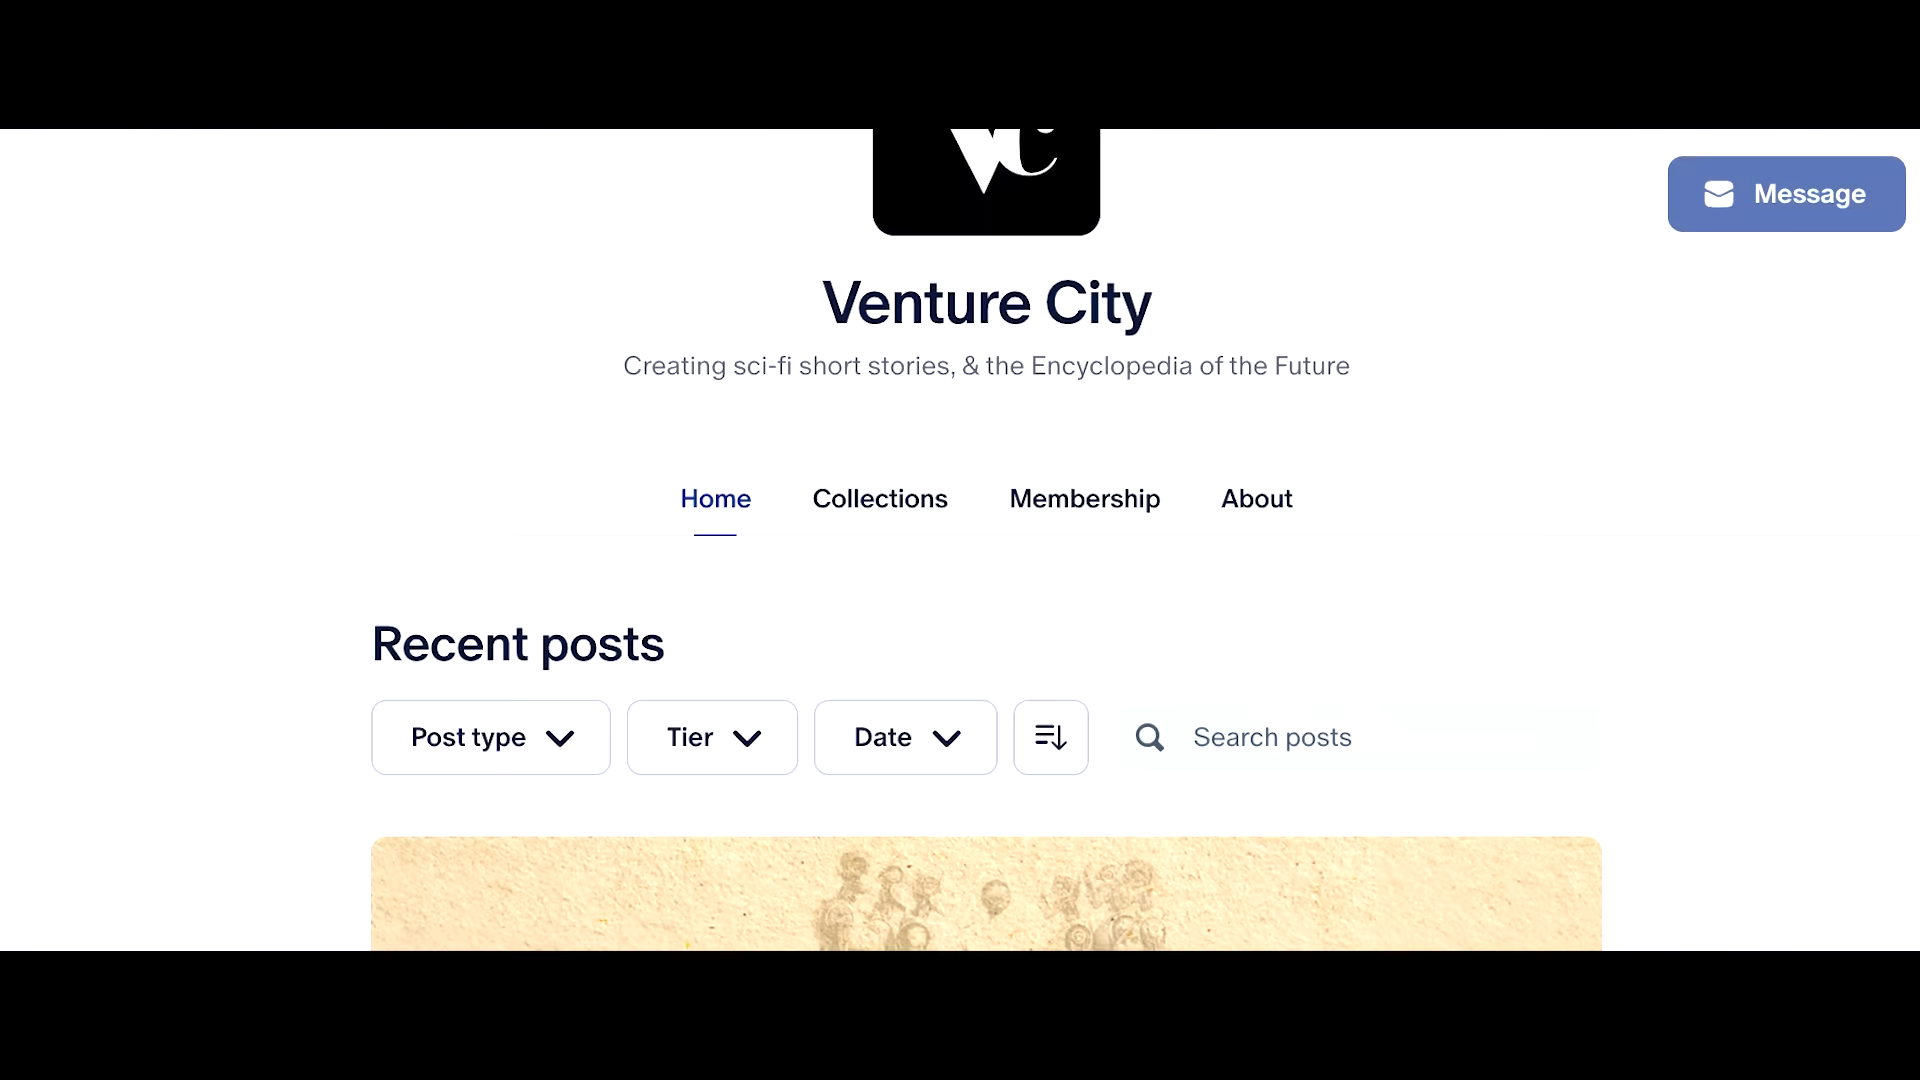 VC
Message
Venture City
Creating sci-fi short stories, & the Encyclopedia of the Future
Home Collections Membership About
Recent posts
Post type Tier Date Search posts